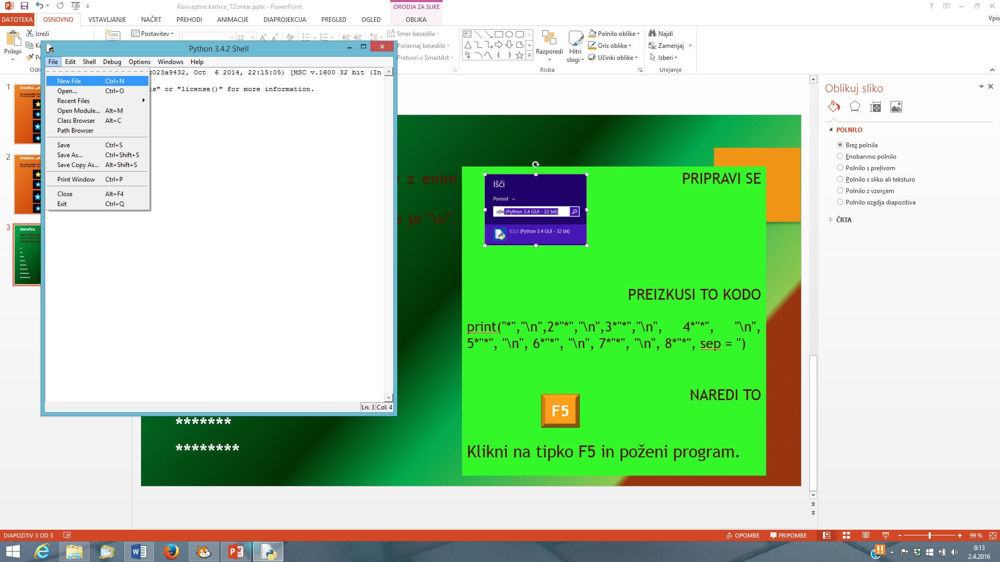 Konceptne kartice_TZontar.pptx - PowerPoint
ORODJA ZA SLIKE
DATOTEKA OSNOVNO VSTAVLJANJE NAČRT PREHODI ANIMACIJE DIAPROJEKCIJA PREGLED OGLED OBLIKA
Vpis
Prilepi
Izreži
Postavitev
22
Smer besedila
Poravnaj besedilo
Pretvori v SmartArt
Razporedi
Hitri slogi
Polnilo oblike
Oris oblike
Učinki oblike
Risba
Najdi
Zamenjaj
Izberi
Urejanje
Python 3.4.2 Shell
File Edit Shell Debug Options Windows Help
c023a9432, Oct  6 2014, 22:15:05) [MSC v.1600 32 bit (In
ts" or "license()" for more information.
New File Ctrl+N
Open... Ctrl+O
Recent Files
Open Module... Alt+M
Class Browser Alt+C
Path Browser
Save Ctrl+S
Save As... Ctrl+Shift+S
Save Copy As... Alt+Shift+S
Print Window Ctrl+P
Close Alt+F4
Exit Ctrl+Q
Ln: 3 Col: 4
1
2
3
Smrečica
e z enim
e je "\n".
*******
********
Išči
Povsod
idle (Python 3.4 GUI - 32 bit)
IDLE (Python 3.4 GUI - 32 bit)
PRIPRAVI SE
PREIZKUSI TO KODO
print("*","\n",2*"*","\n",3*"*","\n", 4*"*", "\n",
5*"*", "\n", 6*"*", "\n", 7*"*", "\n", 8*"*", sep = '')
NAREDI TO
F5
Klikni na tipko F5 in poženi program.
Oblikuj sliko
POLNILO
Brez polnila
Enobarvno polnilo
Polnilo s prelivom
Polnilo s sliko ali teksturo
Polnilo z vzorcem
Polnilo ozadja diapozitiva
ČRTA
DIAPOZITIV 3 OD 3
OPOMBE
PRIPOMBE
99 %
8:13
2.4.2016